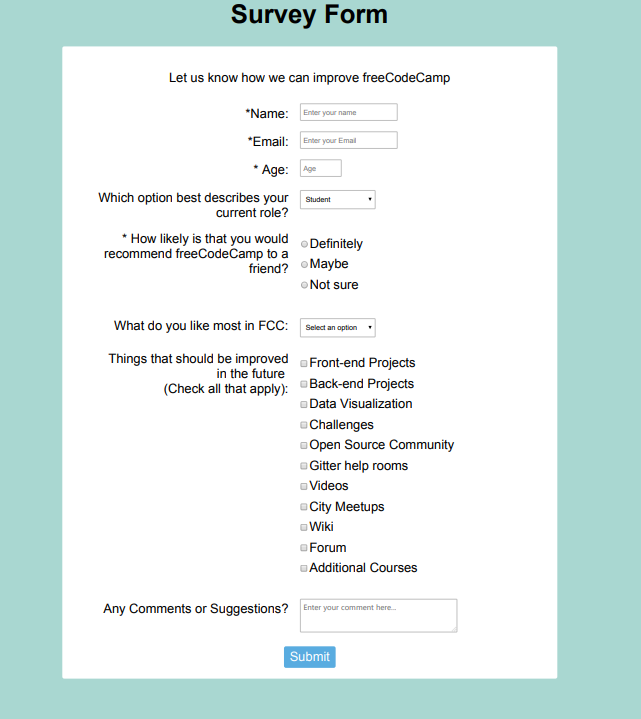 Survey Form
Let us know how we can improve freeCodeCamp
*Name: Enter your name
*Email: Enter your Email
* Age: Age
Which option best describes your
current role?
Student
* How likely is that you would
recommend freeCodeCamp to a
friend?
Definitely
Maybe
Not sure
What do you like most in FCC: Select an option
Things that should be improved
in the future
(Check all that apply):
Front-end Projects
Back-end Projects
Data Visualization
Challenges
Open Source Community
Gitter help rooms
Videos
City Meetups
Wiki
Forum
Additional Courses
Any Comments or Suggestions? Enter your comment here...
Submit